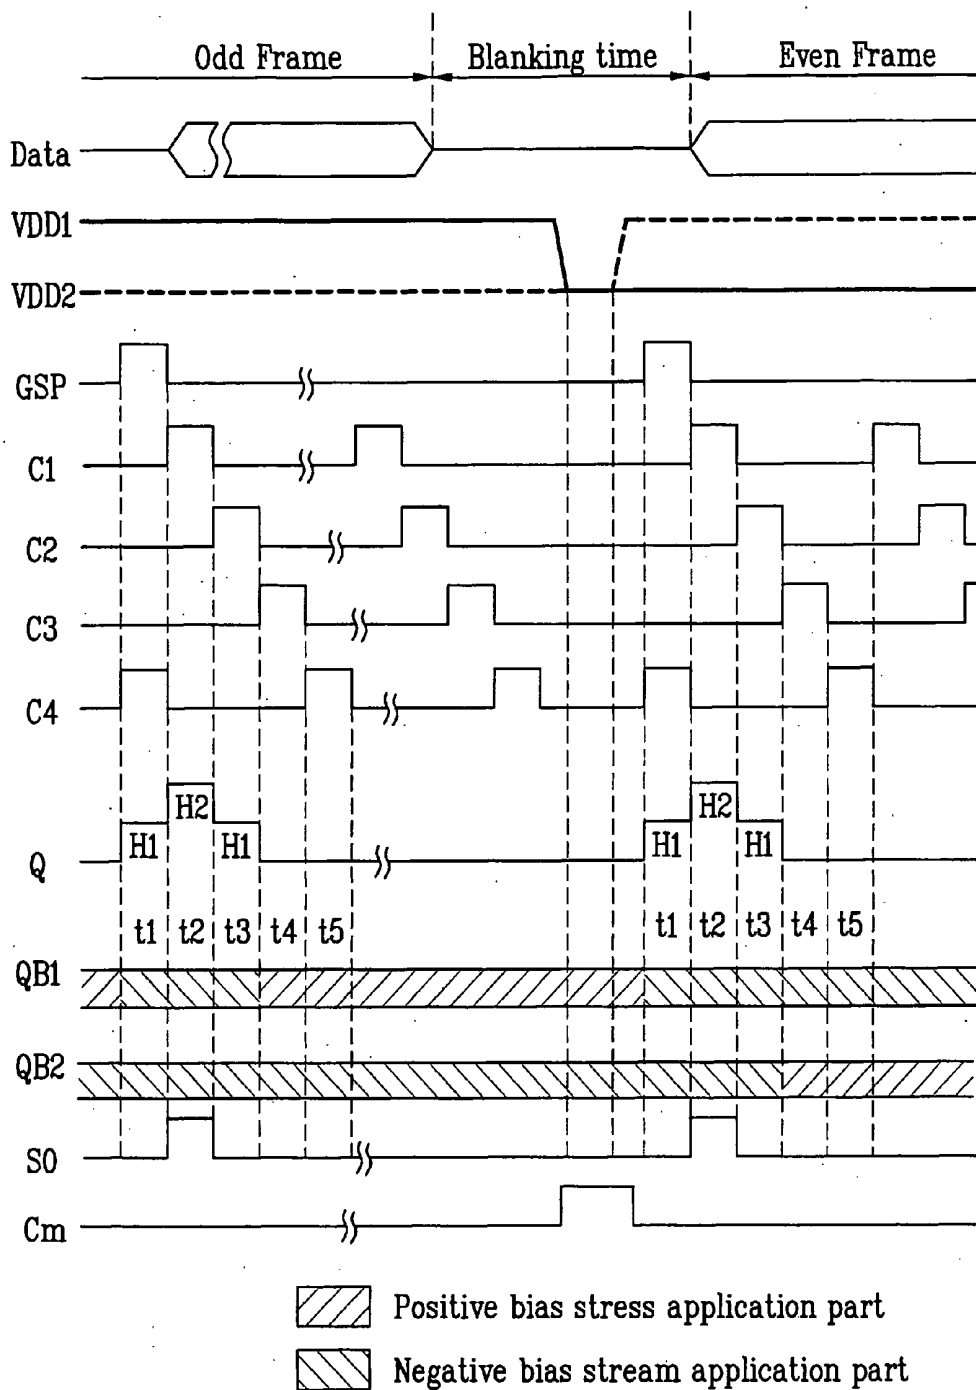 Odd Frame Blanking time Even Frame
Data
VDD1
VDD2
GSP
C1
C2
C3
C4
H2 H2
H1 H1 H1 H1
Q
t1 t2 t3 t4 t5 t1 t2 t3 t4 t5
QB1
QB2
SO
Cm
Positive bias stress application part
Negative bias stream application part